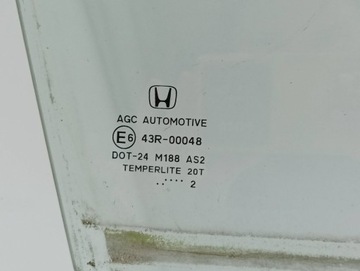 AGC AUTOMOTIVE
E6 43R-00048
DOT-24 M188 AS2
TEMPERLITE 20T
..... 2